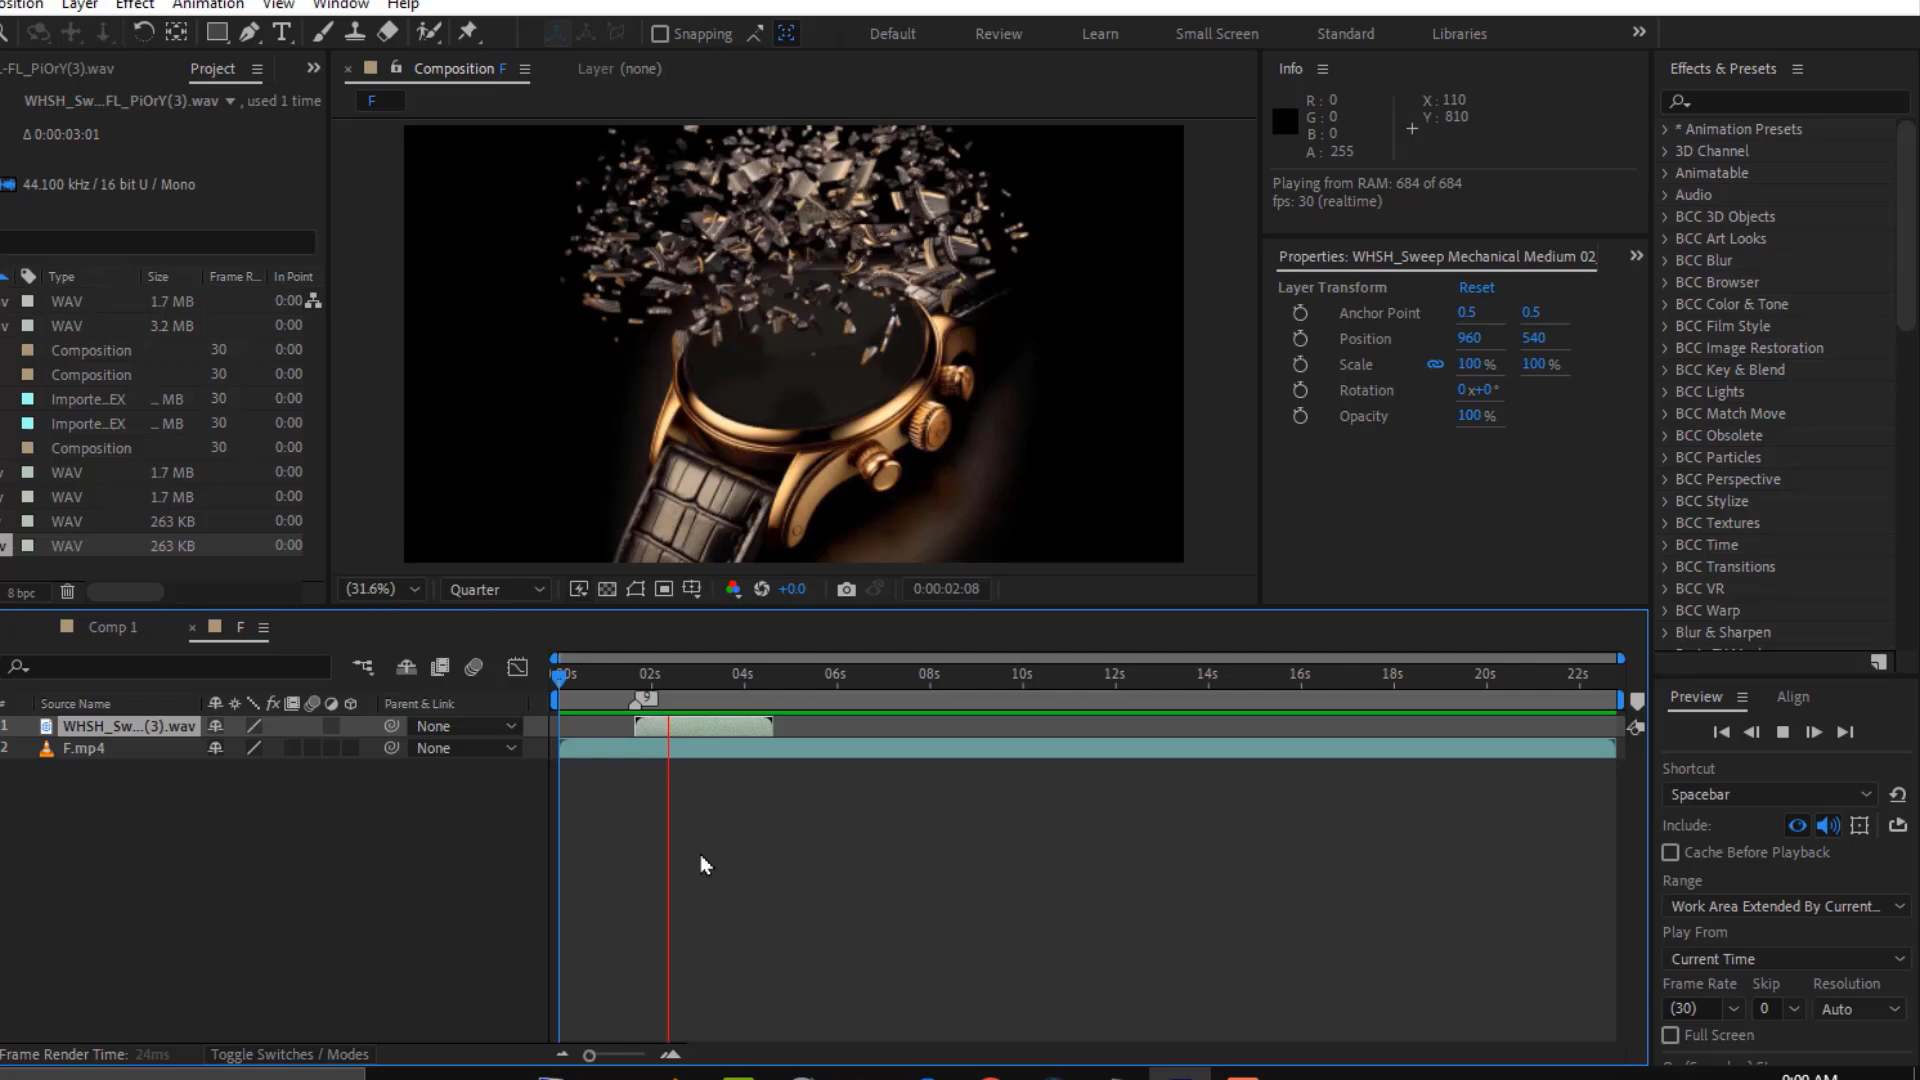 Layer Effect Animation View Window Help
Snapping
Default Review Learn Small Screen Standard Libraries
-FL_PiOrY(3).wav Project
Composition F Layer (none)
Info
Effects & Presets
WHSH_Sw...FL_PiOrY(3).wav , used 1 time
Δ 0:00:03:01
44.100 kHz / 16 bit U / Mono
F
R: 0
G: 0
B: 0
A: 255
X: 110
Y: 810
Playing from RAM: 684 of 684
fps: 30 (realtime)
Type Size Frame R... In Point
WAV 1.7 MB 0:00
WAV 3.2 MB 0:00
Composition 30 0:00
Composition 30 0:00
Importe...EX ... MB 30 0:00
Importe...EX ... MB 30 0:00
Composition 30 0:00
WAV 1.7 MB 0:00
WAV 1.7 MB 0:00
WAV 263 KB 0:00
WAV 263 KB 0:00
8 bpc
Properties: WHSH_Sweep Mechanical Medium 02
Layer Transform Reset
Anchor Point 0.5 0.5
Position 960 540
Scale 100 % 100 %
Rotation 0x+0°
Opacity 100 %
* Animation Presets
3D Channel
Animatable
Audio
BCC 3D Objects
BCC Art Looks
BCC Blur
BCC Browser
BCC Color & Tone
BCC Film Style
BCC Image Restoration
BCC Key & Blend
BCC Lights
BCC Match Move
BCC Obsolete
BCC Particles
BCC Perspective
BCC Stylize
BCC Textures
BCC Time
BCC Transitions
BCC VR
BCC Warp
Blur & Sharpen
(31.6%) Quarter +0.0 0:00:02:08
Comp 1 F
02s 04s 06s 08s 10s 12s 14s 16s 18s 20s 22s
9
# Source Name fx Parent & Link
1 WHSH_Sw...(3).wav None
2 F.mp4 None
Frame Render Time: 24ms Toggle Switches / Modes
Preview Align
Shortcut
Spacebar
Include:
Cache Before Playback
Range
Work Area Extended By Current...
Play From
Current Time
Frame Rate Skip Resolution
(30) 0 Auto
Full Screen